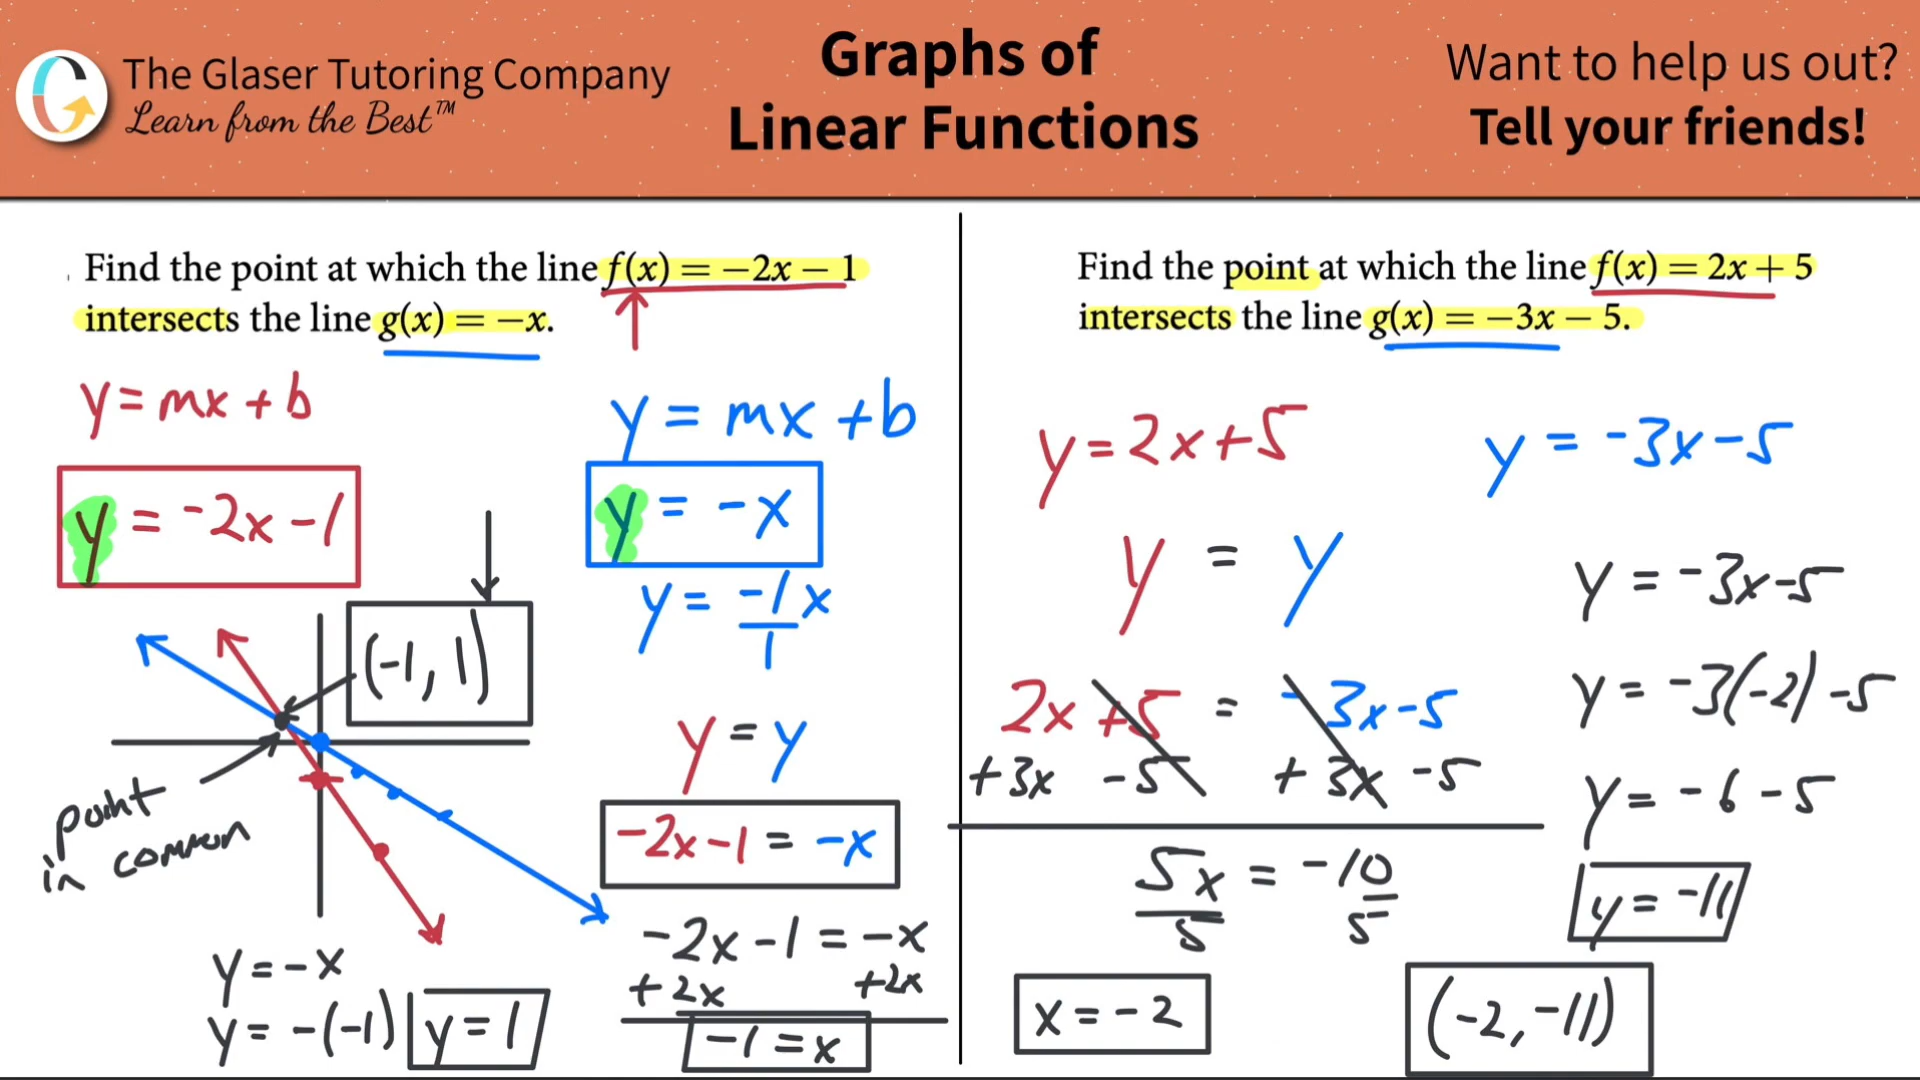 The Glaser Tutoring Company
Learn from the Best™
Graphs of
Linear Functions
Want to help us out?
Tell your friends!
Find the point at which the line f(x) = −2x − 1
intersects the line g(x) = −x.
y = mx + b
y = -2x - 1
(-1, 1)
point
in common
y = -x
y = -(-1) y = 1
y = mx + b
y = -x
y = -1/1 x
y = y
-2x - 1 = -x
-2x - 1 = -x
+2x +2x
-1 = x
Find the point at which the line f(x) = 2x + 5
intersects the line g(x) = −3x − 5.
y = 2x + 5
y = -3x - 5
y = y
2x + 5 = -3x - 5
+3x -5 +3x -5
5x = -10
5 5
x = -2
y = -3x - 5
y = -3(-2) - 5
y = -6 - 5
y = -11
(-2, -11)